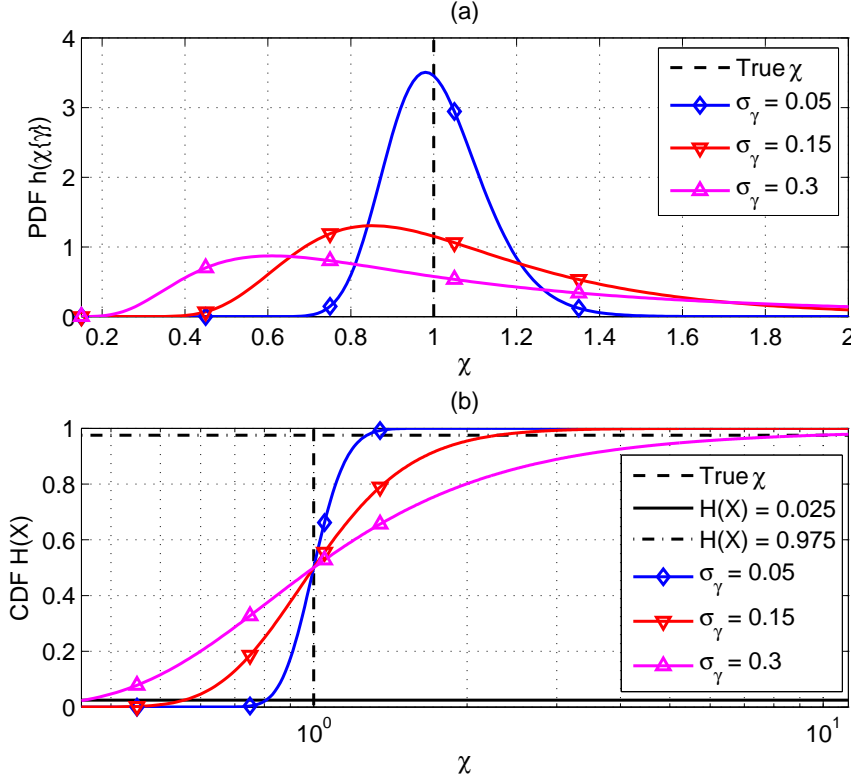 (a)
PDF h(χ{γ})
4
3
2
1
0
True χ
σγ = 0.05
σγ = 0.15
σγ = 0.3
0.2 0.4 0.6 0.8 1 1.2 1.4 1.6 1.8 2
χ
(b)
CDF H(X)
1
0.8
0.6
0.4
0.2
0
True χ
H(X) = 0.025
H(X) = 0.975
σγ = 0.05
σγ = 0.15
σγ = 0.3
10⁰ 10¹
χ